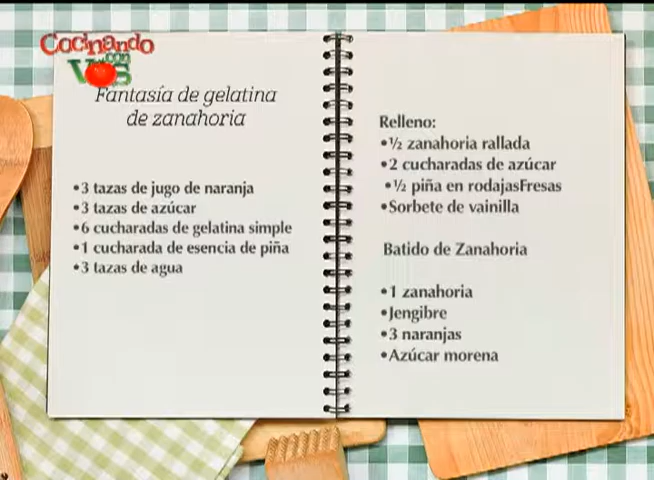 Cocinando
con
Vos
Fantasía de gelatina
de zanahoria
•3 tazas de jugo de naranja
•3 tazas de azúcar
•6 cucharadas de gelatina simple
•1 cucharada de esencia de piña
•3 tazas de agua
Relleno:
•½ zanahoria rallada
•2 cucharadas de azúcar
•½ piña en rodajasFresas
•Sorbete de vainilla
Batido de Zanahoria
•1 zanahoria
•Jengibre
•3 naranjas
•Azúcar morena